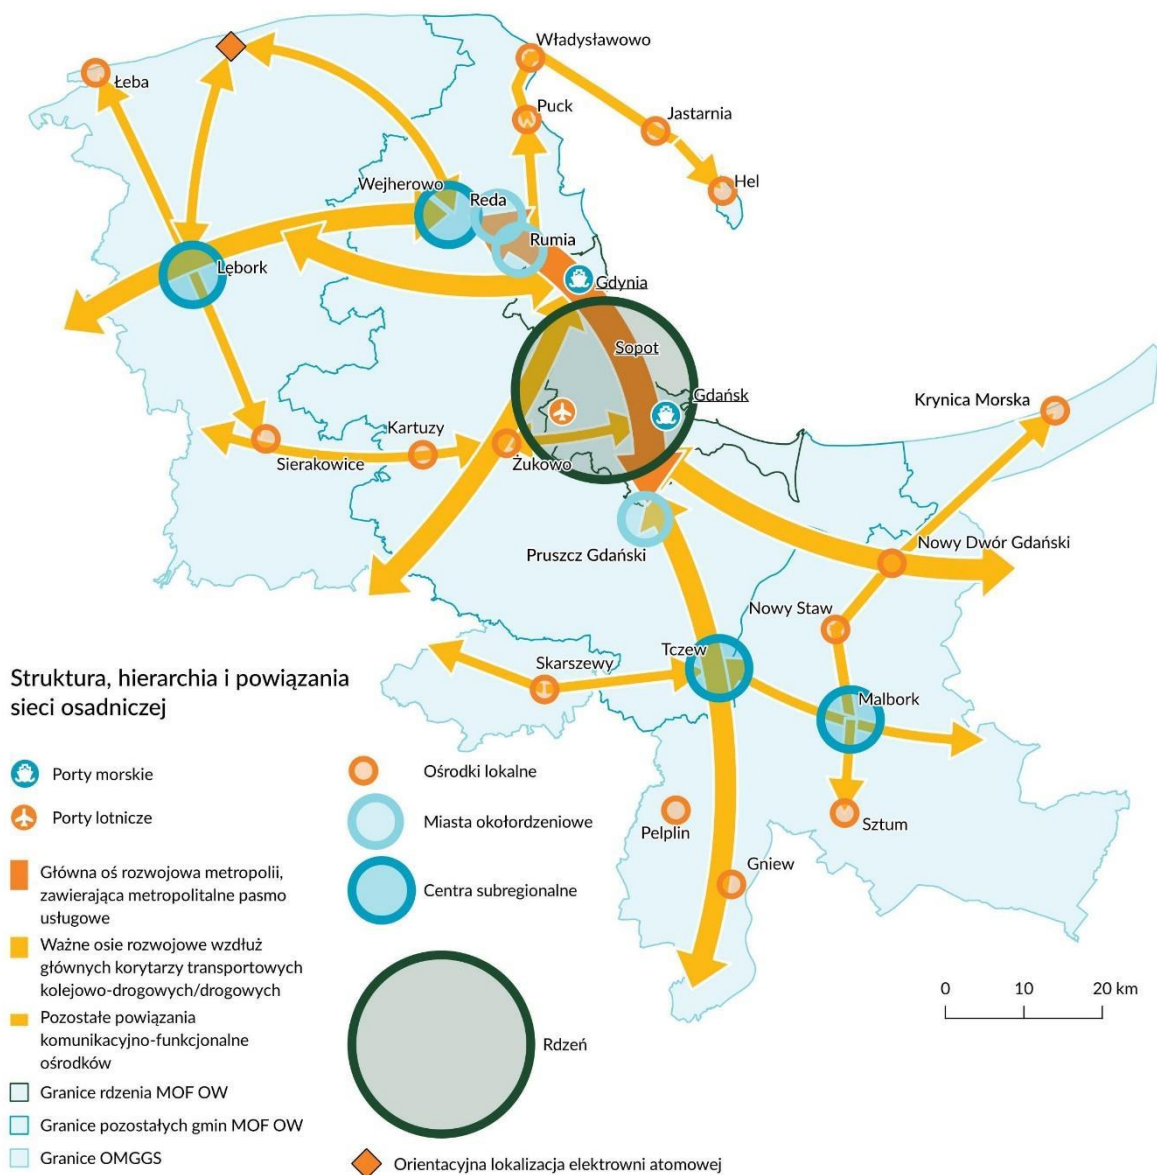 Władysławowo
Łeba
Puck
Jastarnia
Hel
Wejherowo
Reda
Rumia
Lębork
Gdynia
Sopot
Gdańsk
Krynica Morska
Kartuzy
Sierakowice
Żukowo
Nowy Dwór Gdański
Pruszcz Gdański
Nowy Staw
Tczew
Skarszewy
Malbork
Sztum
Pelplin
Gniew
Struktura, hierarchia i powiązania
sieci osadniczej
Porty morskie
Porty lotnicze
Główna oś rozwojowa metropolii,
zawierająca metropolitalne pasmo
usługowe
Ważne osie rozwojowe wzdłuż
głównych korytarzy transportowych
kolejowo-drogowych/drogowych
Pozostałe powiązania
komunikacyjno-funkcjonalne
ośrodków
Granice rdzenia MOF OW
Granice pozostałych gmin MOF OW
Granice OMGGS
Ośrodki lokalne
Miasta okołordzeniowe
Centra subregionalne
Rdzeń
Orientacyjna lokalizacja elektrowni atomowej
0 10 20 km